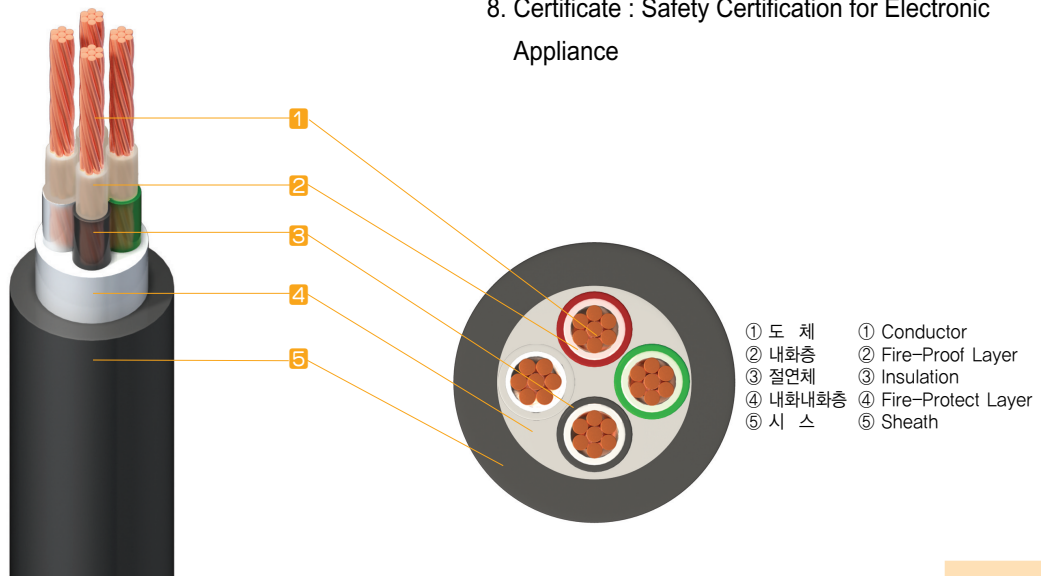 8. Certificate : Safety Certification for Electronic
Appliance
1
2
3
4
5
① 도 체 ① Conductor
② 내화층 ② Fire-Proof Layer
③ 절연체 ③ Insulation
④ 내화내화층 ④ Fire-Protect Layer
⑤ 시 스 ⑤ Sheath